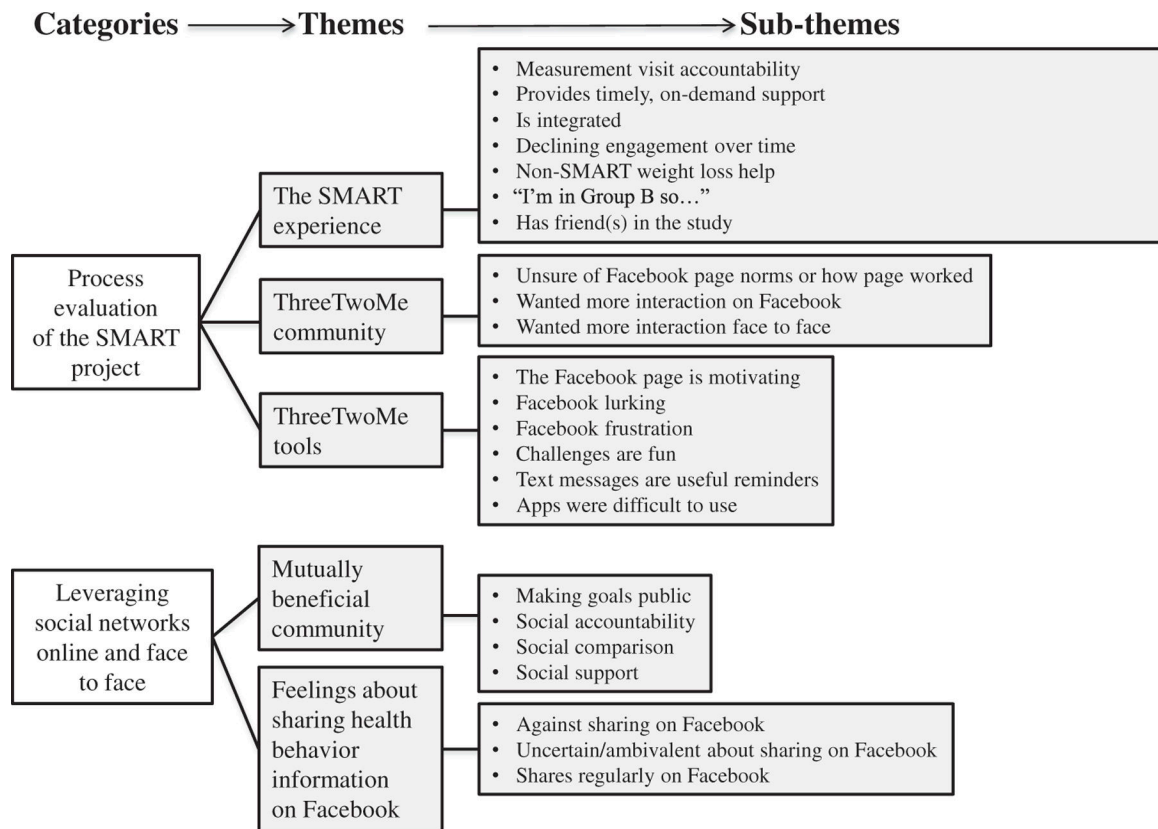 Categories Themes Sub-themes
• Measurement visit accountability
• Provides timely, on-demand support
• Is integrated
• Declining engagement over time
• Non-SMART weight loss help
• “I’m in Group B so…”
• Has friend(s) in the study
The SMART
experience
Process
evaluation
of the SMART
project
ThreeTwoMe
community
• Unsure of Facebook page norms or how page worked
• Wanted more interaction on Facebook
• Wanted more interaction face to face
ThreeTwoMe
tools
• The Facebook page is motivating
• Facebook lurking
• Facebook frustration
• Challenges are fun
• Text messages are useful reminders
• Apps were difficult to use
Leveraging
social networks
online and face
to face
Mutually
beneficial
community
• Making goals public
• Social accountability
• Social comparison
• Social support
Feelings about
sharing health
behavior
information
on Facebook
• Against sharing on Facebook
• Uncertain/ambivalent about sharing on Facebook
• Shares regularly on Facebook